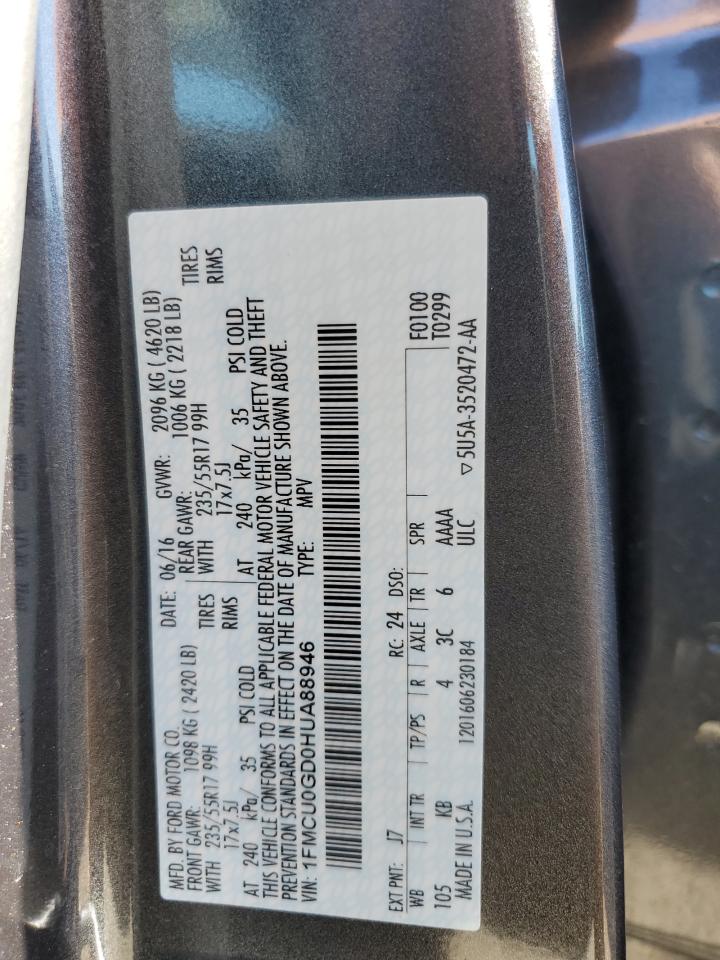 MFD. BY FORD MOTOR CO. DATE: 06/16 GVWR: 2096 KG ( 4620 LB)
FRONT GAWR: 1098 KG ( 2420 LB) REAR GAWR: 1006 KG ( 2218 LB)
WITH 235/55R17 99H TIRES WITH 235/55R17 99H TIRES
17x7.5J RIMS 17x7.5J RIMS
AT 240 kPa/ 35 PSI COLD AT 240 kPa/ 35 PSI COLD
THIS VEHICLE CONFORMS TO ALL APPLICABLE FEDERAL MOTOR VEHICLE SAFETY AND THEFT
PREVENTION STANDARDS IN EFFECT ON THE DATE OF MANUFACTURE SHOWN ABOVE.
VIN: 1FMCU0GD0HUA88946 TYPE: MPV
EXT PNT: J7 RC: 24 DSO: F0100
WB INT TR TP/PS R AXLE TR SPR T0299
105 KB 4 3C 6 AAAA
MADE IN U.S.A. 1201606230184 ULC ▽5U5A-3520472-AA